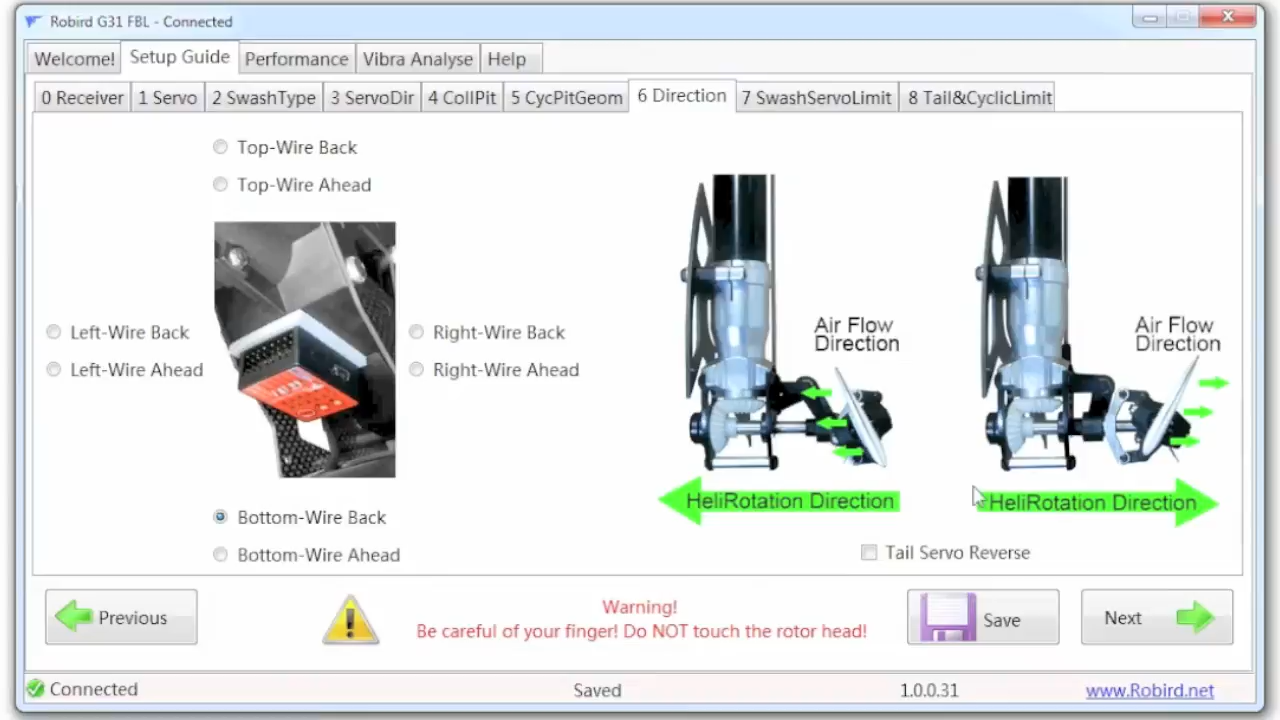 Robird G31 FBL - Connected
Welcome! Setup Guide Performance Vibra Analyse Help
0 Receiver 1 Servo 2 SwashType 3 ServoDir 4 CollPit 5 CycPitGeom 6 Direction 7 SwashServoLimit 8 Tail&CyclicLimit
Top-Wire Back
Top-Wire Ahead
Left-Wire Back
Left-Wire Ahead
Right-Wire Back
Right-Wire Ahead
Bottom-Wire Back
Bottom-Wire Ahead
Air Flow
Direction
Air Flow
Direction
HeliRotation Direction
HeliRotation Direction
Tail Servo Reverse
Previous
Warning!
Be careful of your finger! Do NOT touch the rotor head!
Save
Next
Connected
Saved
1.0.0.31
www.Robird.net